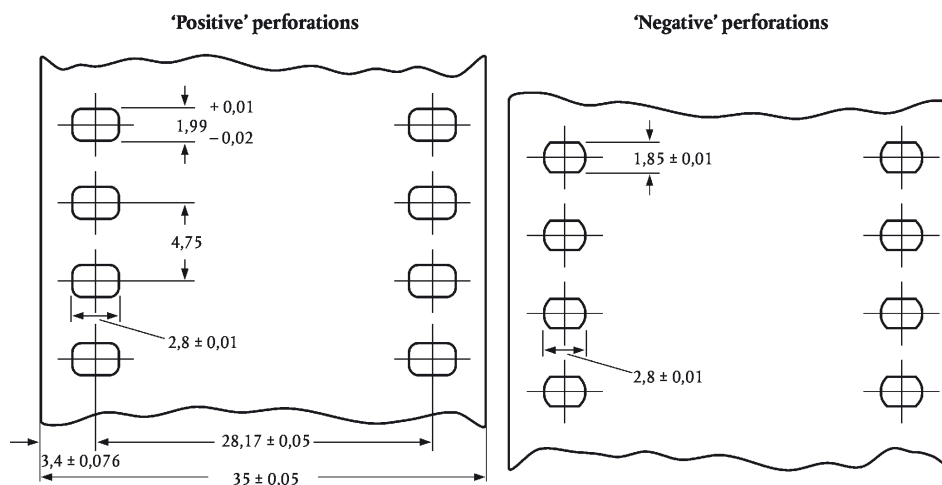 ‘Positive’ perforations
+ 0,01
1,99
– 0,02
4,75
2,8 ± 0,01
28,17 ± 0,05
3,4 ± 0,076
35 ± 0,05
‘Negative’ perforations
1,85 ± 0,01
2,8 ± 0,01